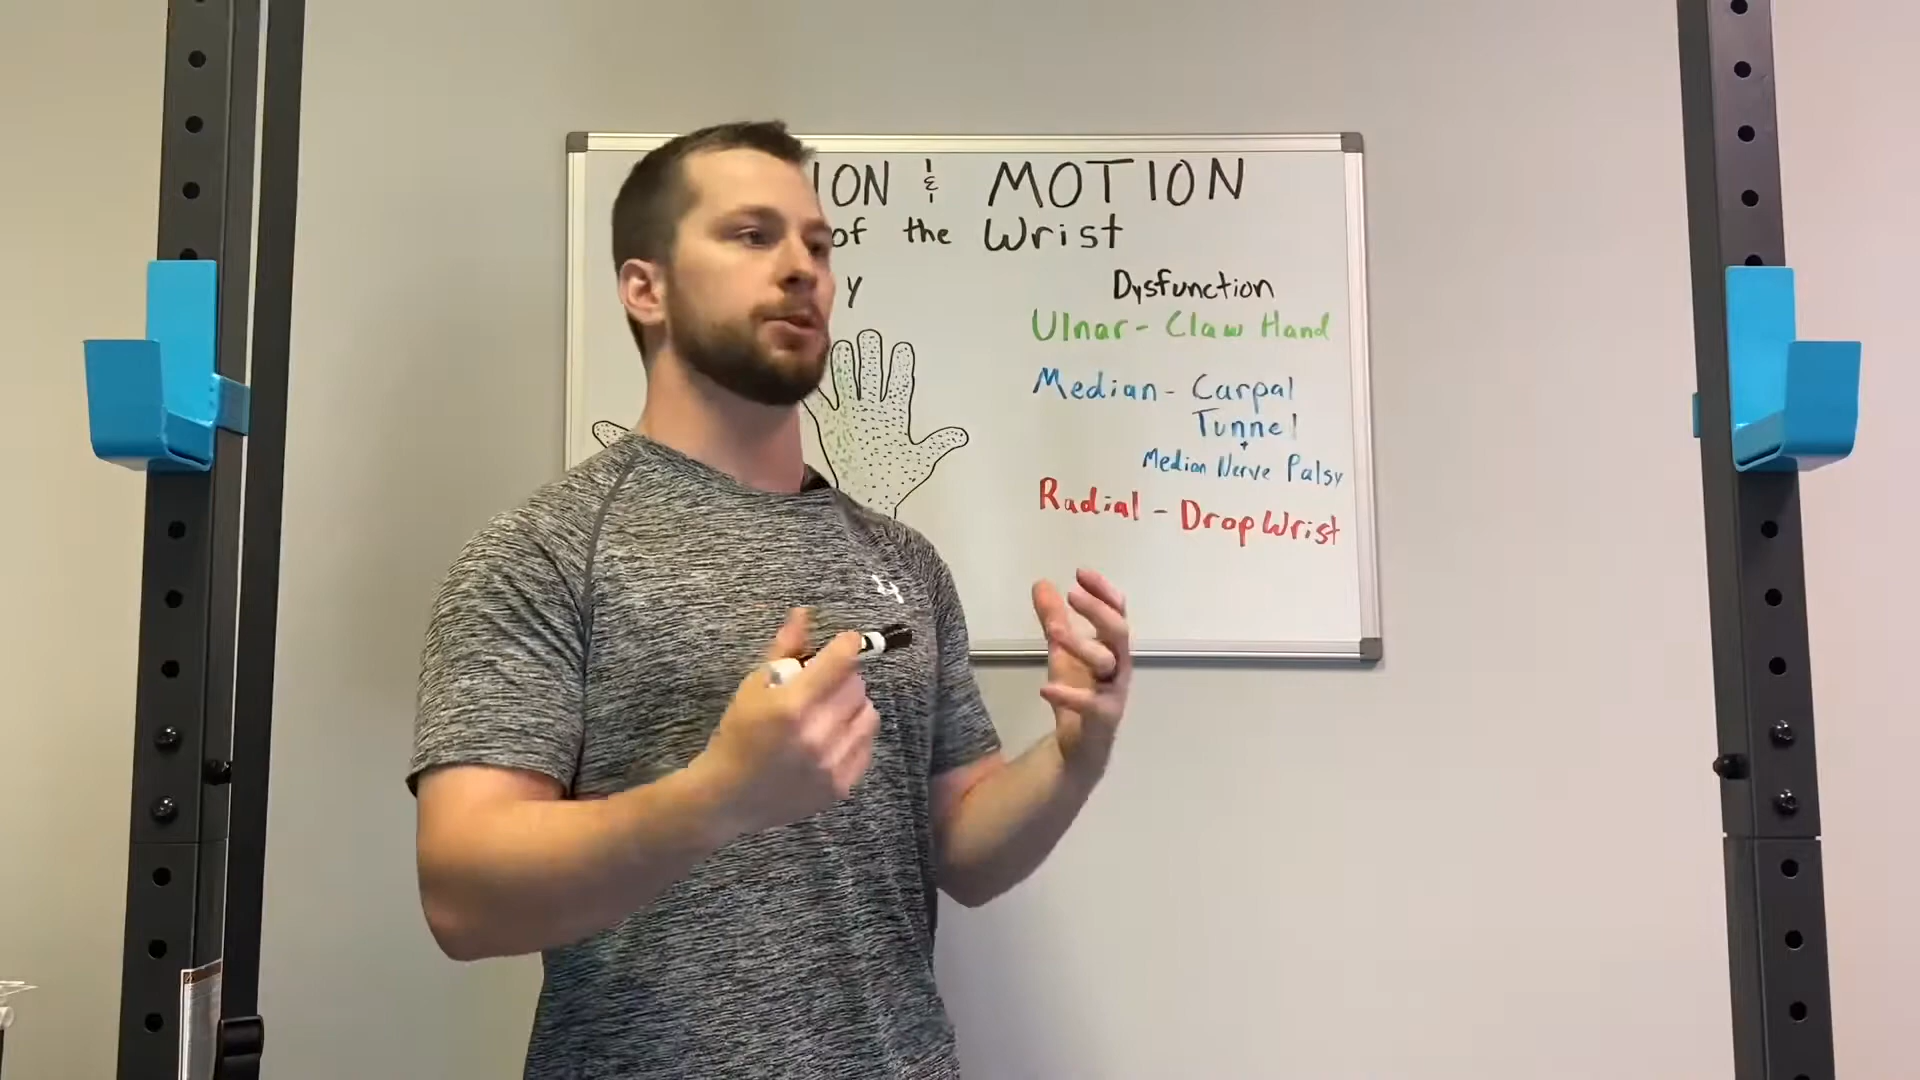 ION & MOTION
of the Wrist
y
Dysfunction
Ulnar - Claw Hand
Median - Carpal
Tunnel
+
Median Nerve Palsy
Radial - Drop Wrist